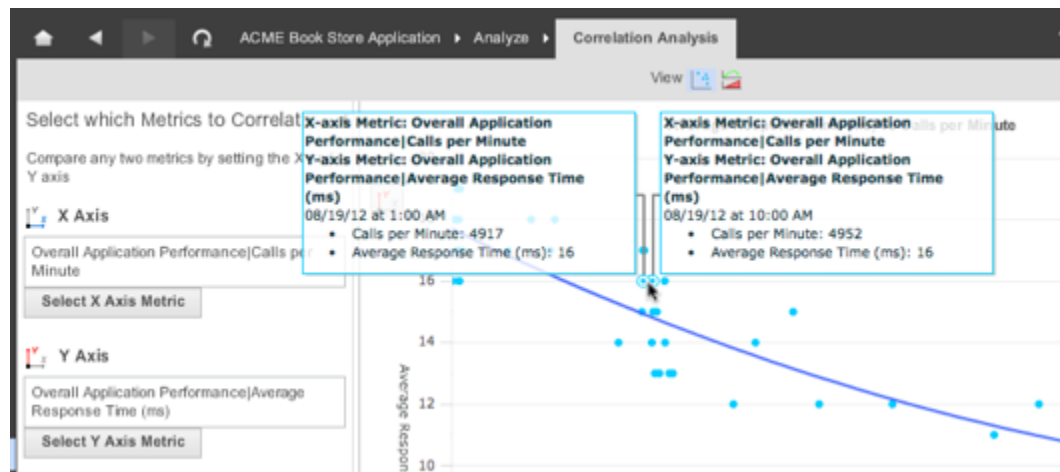 ACME Book Store Application ▸ Analyze ▸ Correlation Analysis
View
Select which Metrics to Correlat
Compare any two metrics by setting the X
Y axis
X Axis
Overall Application Performance|Calls per
Minute
Select X Axis Metric
Y Axis
Overall Application Performance|Average
Response Time (ms)
Select Y Axis Metric
X-axis Metric: Overall Application
Performance|Calls per Minute
Y-axis Metric: Overall Application
Performance|Average Response Time
(ms)
08/19/12 at 1:00 AM
• Calls per Minute: 4917
• Average Response Time (ms): 16
X-axis Metric: Overall Application
Performance|Calls per Minute
Y-axis Metric: Overall Application
Performance|Average Response Time
(ms)
08/19/12 at 10:00 AM
• Calls per Minute: 4952
• Average Response Time (ms): 16
Calls per Minute
16
14
12
10
Average Respon